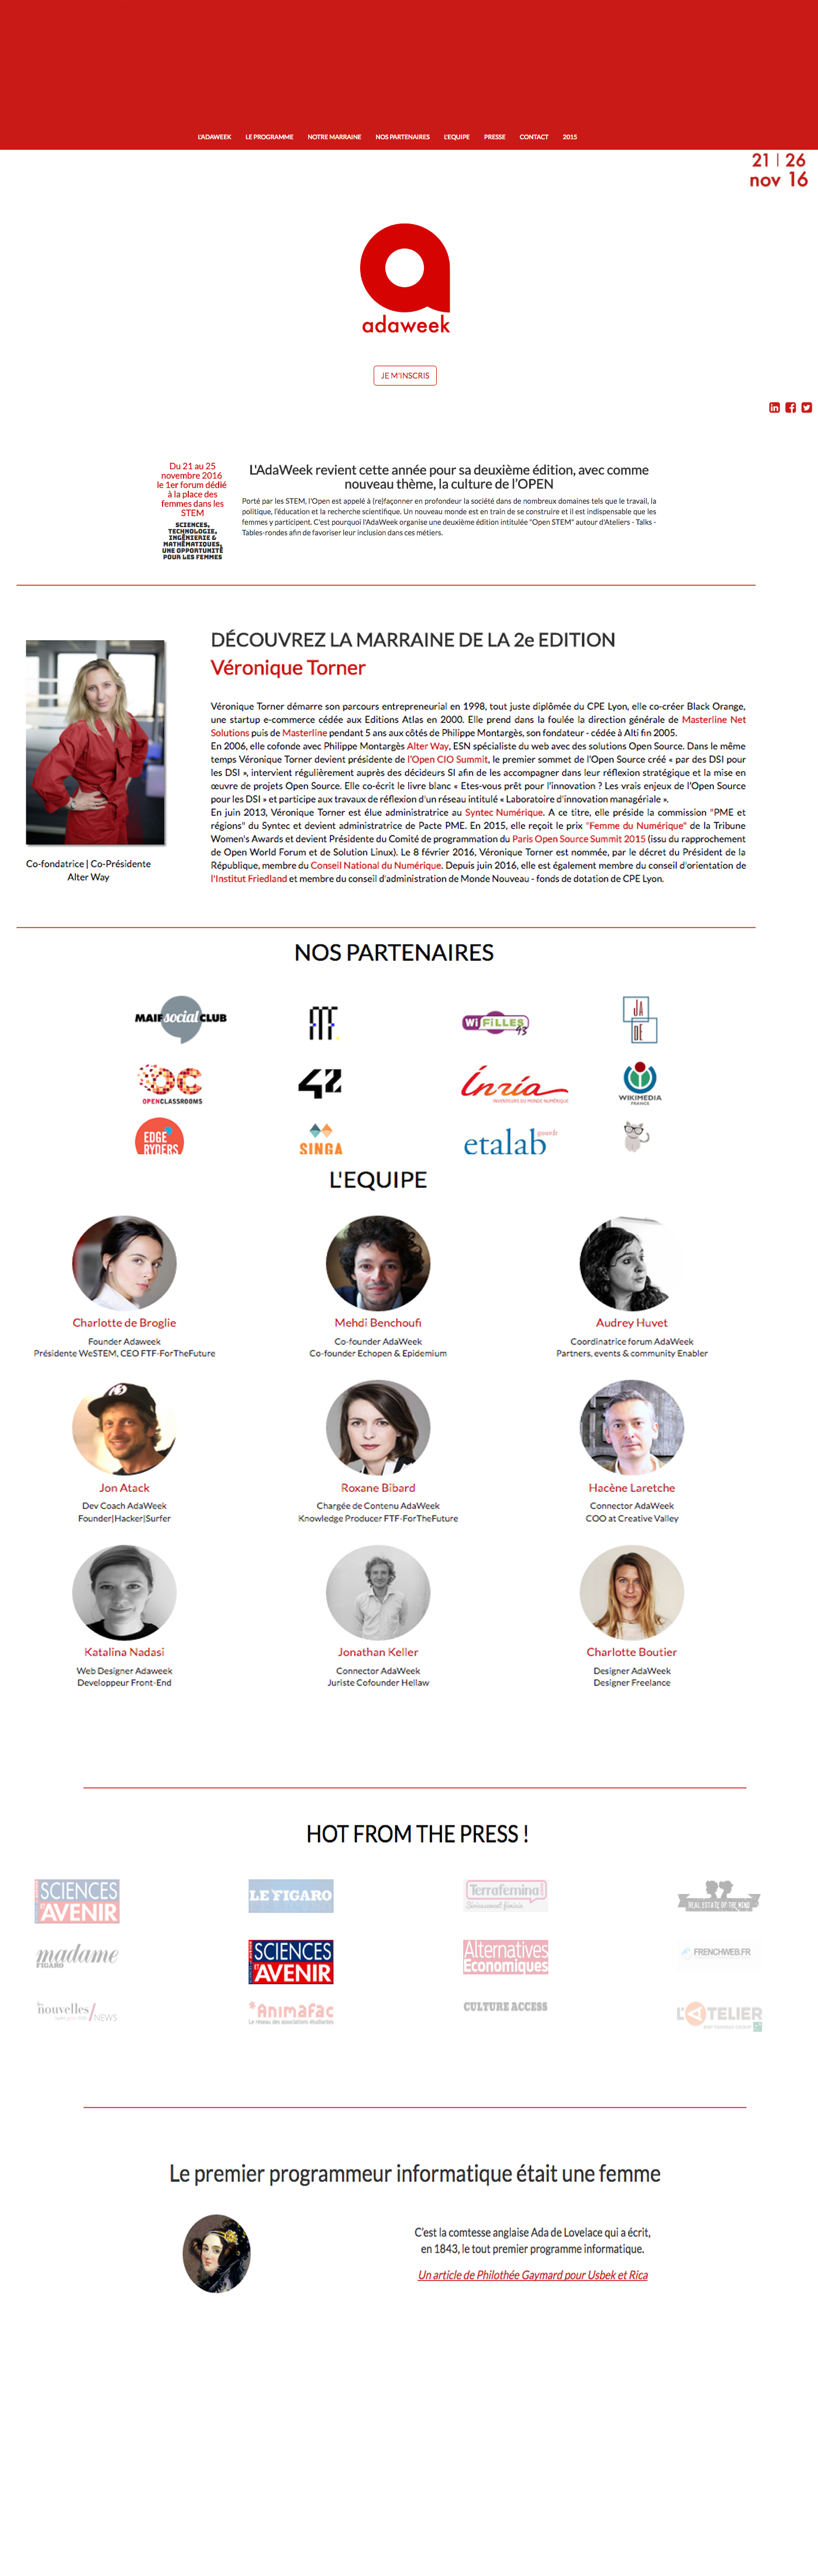 L'ADAWEEK LE PROGRAMME NOTRE MARRAINE NOS PARTENAIRES L'EQUIPE PRESSE CONTACT 2015
21 | 26
nov 16
adaweek
JE M'INSCRIS
Du 21 au 25
novembre 2016
le 1er forum dédié
à la place des
femmes dans les
STEM
SCIENCES,
TECHNOLOGIE,
INGÉNIERIE &
MATHÉMATIQUES,
UNE OPPORTUNITÉ
POUR LES FEMMES
L'AdaWeek revient cette année pour sa deuxième édition, avec comme
nouveau thème, la culture de l'OPEN
Porté par les STEM, l'Open est appelé à (re)façonner en profondeur la société dans de nombreux domaines tels que le travail, la
politique, l'éducation et la recherche scientifique. Un nouveau monde est en train de se construire et il est indispensable que les
femmes y participent. C'est pourquoi l'AdaWeek organise une deuxième édition intitulée "Open STEM" autour d'Ateliers - Talks -
Tables-rondes afin de favoriser leur inclusion dans ces métiers.
DÉCOUVREZ LA MARRAINE DE LA 2e EDITION
Véronique Torner
Véronique Torner démarre son parcours entrepreneurial en 1998, tout juste diplômée du CPE Lyon, elle co-créer Black Orange,
une startup e-commerce cédée aux Editions Atlas en 2000. Elle prend dans la foulée la direction générale de Masterline Net
Solutions puis de Masterline pendant 5 ans aux côtés de Philippe Montargès, son fondateur - cédée à Alti fin 2005.
En 2006, elle cofonde avec Philippe Montargès Alter Way, ESN spécialiste du web avec des solutions Open Source. Dans le même
temps Véronique Torner devient présidente de l'Open CIO Summit, le premier sommet de l'Open Source créé « par des DSI pour
les DSI », intervient régulièrement auprès des décideurs SI afin de les accompagner dans leur réflexion stratégique et la mise en
œuvre de projets Open Source. Elle co-écrit le livre blanc « Etes-vous prêt pour l'innovation ? Les vrais enjeux de l'Open Source
pour les DSI » et participe aux travaux de réflexion d'un réseau intitulé « Laboratoire d'innovation managériale ».
En juin 2013, Véronique Torner est élue administratrice au Syntec Numérique. A ce titre, elle préside la commission "PME et
régions" du Syntec et devient administratrice de Pacte PME. En 2015, elle reçoit le prix "Femme du Numérique" de la Tribune
Women's Awards et devient Présidente du Comité de programmation du Paris Open Source Summit 2015 (issu du rapprochement
de Open World Forum et de Solution Linux). Le 8 février 2016, Véronique Torner est nommée, par le décret du Président de la
République, membre du Conseil National du Numérique. Depuis juin 2016, elle est également membre du conseil d'orientation de
l'Institut Friedland et membre du conseil d'administration de Monde Nouveau - fonds de dotation de CPE Lyon.
Co-fondatrice | Co-Présidente
Alter Way
NOS PARTENAIRES
MAIF social CLUB
WiFiLLES 93
JADE
OC
OPENCLASSROOMS
42
Inria
INVENTEURS DU MONDE NUMÉRIQUE
WIKIMEDIA
FRANCE
EDGE
RYDERS
SINGA
etalab gouv.fr
L'EQUIPE
Charlotte de Broglie
Founder Adaweek
Présidente WeSTEM, CEO FTF-ForTheFuture
Mehdi Benchoufi
Co-founder AdaWeek
Co-founder Echopen & Epidemium
Audrey Huvet
Coordinatrice forum AdaWeek
Partners, events & community Enabler
Jon Atack
Dev Coach AdaWeek
Founder|Hacker|Surfer
Roxane Bibard
Chargée de Contenu AdaWeek
Knowledge Producer FTF-ForTheFuture
Hacène Laretche
Connector AdaWeek
COO at Creative Valley
Katalina Nadasi
Web Designer Adaweek
Developpeur Front-End
Jonathan Keller
Connector AdaWeek
Juriste Cofounder Hellaw
Charlotte Boutier
Designer AdaWeek
Designer Freelance
HOT FROM THE PRESS !
SCIENCES
ET AVENIR
LE FIGARO
Terrafemina
Sérieusement féminin
REAL ESTATE OF THE MIND
madame
FIGARO
SCIENCES
ET AVENIR
Alternatives
Economiques
FRENCHWEB.FR
les nouvelles/NEWS
*Animafac
Le réseau des associations étudiantes
CULTURE ACCESS
L'ATELIER
BNP PARIBAS GROUP
Le premier programmeur informatique était une femme
C'est la comtesse anglaise Ada de Lovelace qui a écrit,
en 1843, le tout premier programme informatique.
Un article de Philothée Gaymard pour Usbek et Rica